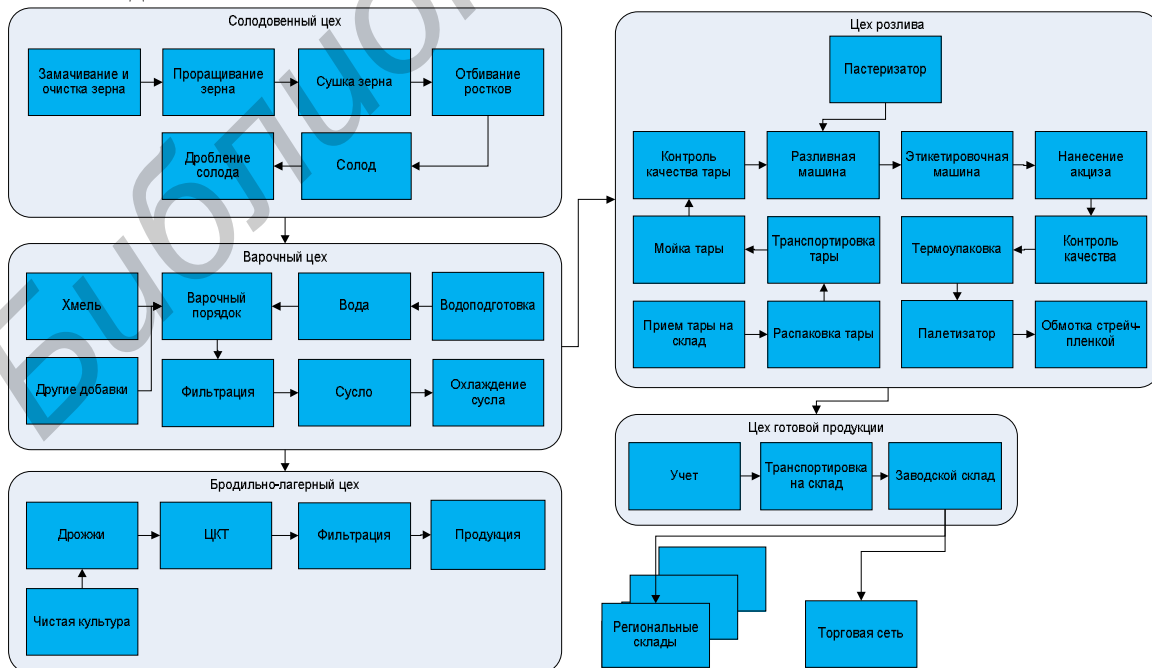 Солодовенный цех
Замачивание и
очистка зерна
Проращивание
зерна
Сушка зерна
Отбивание
ростков
Дробление
солода
Солод
Варочный цех
Хмель
Варочный
порядок
Вода
Водоподготовка
Другие добавки
Фильтрация
Сусло
Охлаждение
сусла
Бродильно-лагерный цех
Дрожжи
ЦКТ
Фильтрация
Продукция
Чистая культура
Цех розлива
Пастеризатор
Контроль
качества тары
Разливная
машина
Этикетировочная
машина
Нанесение
акциза
Мойка тары
Транспортировка
тары
Термоупаковка
Контроль
качества
Прием тары на
склад
Распаковка тары
Палетизатор
Обмотка стрейч-
пленкой
Цех готовой продукции
Учет
Транспортировка
на склад
Заводской склад
Региональные
склады
Торговая сеть